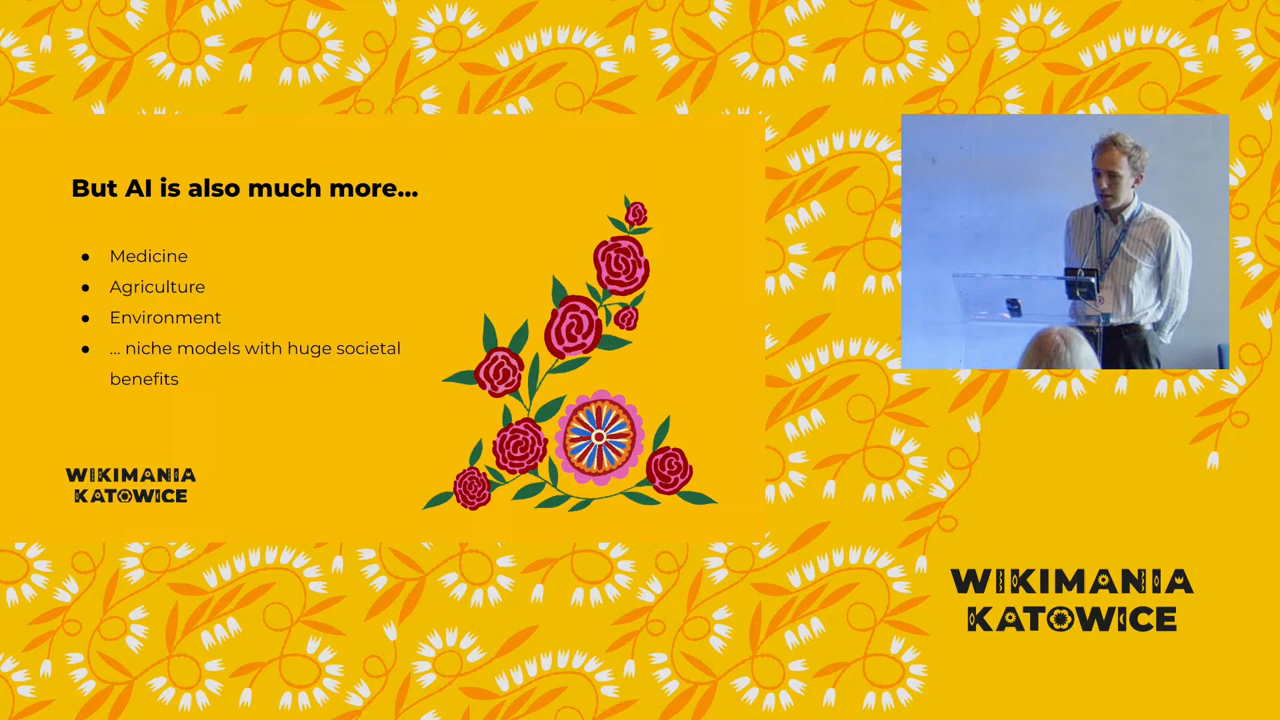 But AI is also much more...
● Medicine
● Agriculture
● Environment
● ... niche models with huge societal
benefits
WIKIMANIA
KATOWICE
WIKIMANIA
KATOWICE